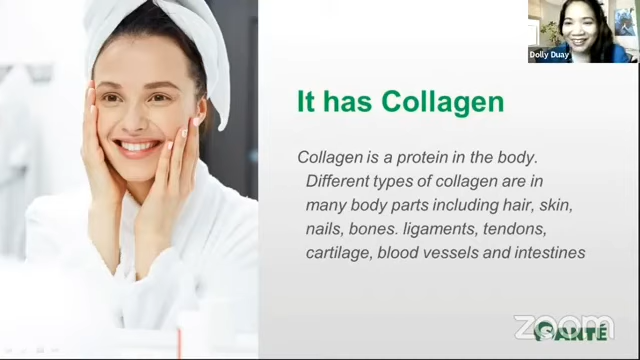 Dolly Duay
It has Collagen
Collagen is a protein in the body.
Different types of collagen are in
many body parts including hair, skin,
nails, bones. ligaments, tendons,
cartilage, blood vessels and intestines
zoom
SANTÉ